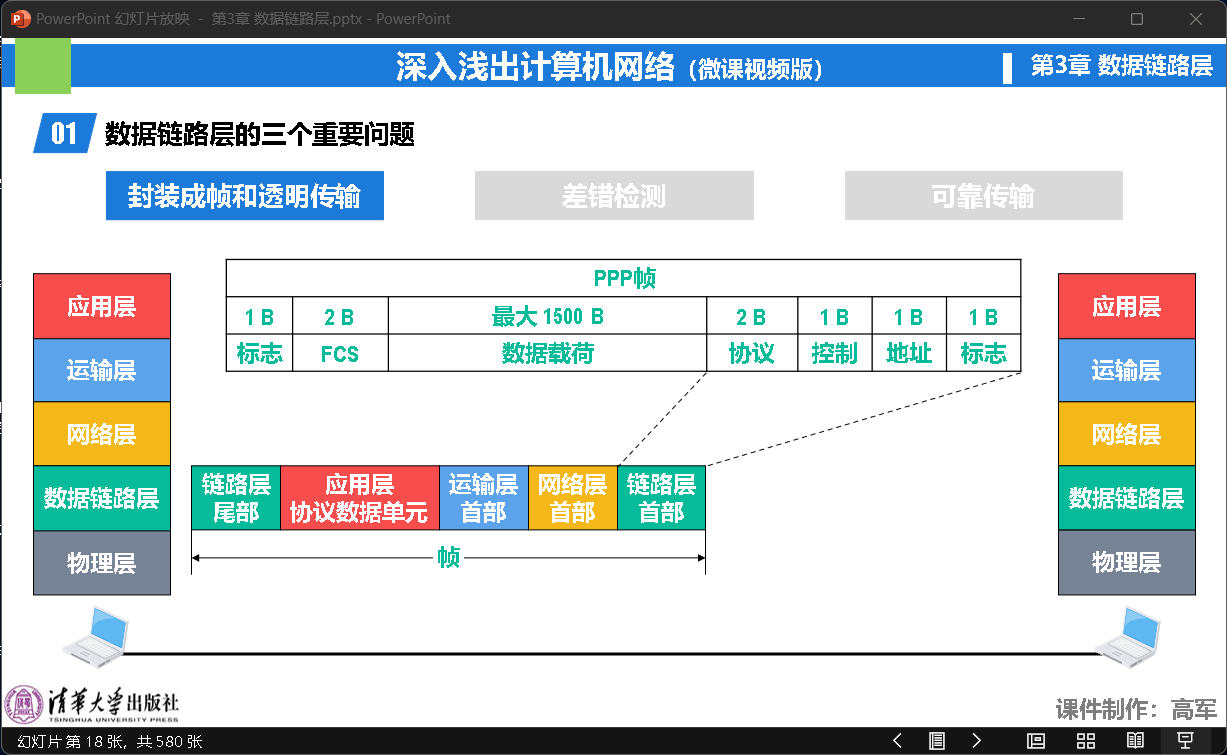 PowerPoint 幻灯片放映 - 第3章 数据链路层.pptx - PowerPoint
深入浅出计算机网络（微课视频版）
第3章 数据链路层
01 数据链路层的三个重要问题
封装成帧和透明传输
差错检测
可靠传输
应用层
运输层
网络层
数据链路层
物理层
PPP帧
1 B 2 B 最大 1500 B 2 B 1 B 1 B 1 B
标志 FCS 数据载荷 协议 控制 地址 标志
链路层
尾部
应用层
协议数据单元
运输层
首部
网络层
首部
链路层
首部
帧
应用层
运输层
网络层
数据链路层
物理层
清华大学出版社
TSINGHUA UNIVERSITY PRESS
课件制作：高军
幻灯片 第 18 张，共 580 张